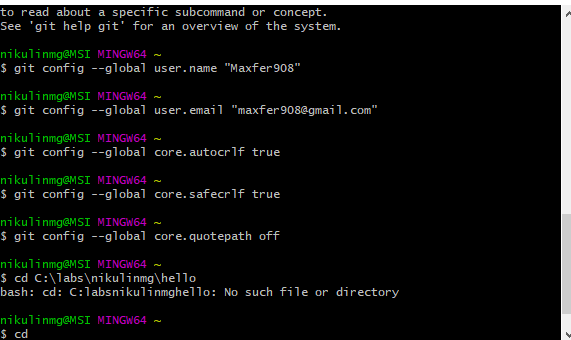 to read about a specific subcommand or concept.
See 'git help git' for an overview of the system.
nikulinmg@MSI MINGW64 ~
$ git config --global user.name "Maxfer908"
nikulinmg@MSI MINGW64 ~
$ git config --global user.email "maxfer908@gmail.com"
nikulinmg@MSI MINGW64 ~
$ git config --global core.autocrlf true
nikulinmg@MSI MINGW64 ~
$ git config --global core.safecrlf true
nikulinmg@MSI MINGW64 ~
$ git config --global core.quotepath off
nikulinmg@MSI MINGW64 ~
$ cd C:\labs\nikulinmg\hello
bash: cd: C:labsnikulinmghello: No such file or directory
nikulinmg@MSI MINGW64 ~
$ cd